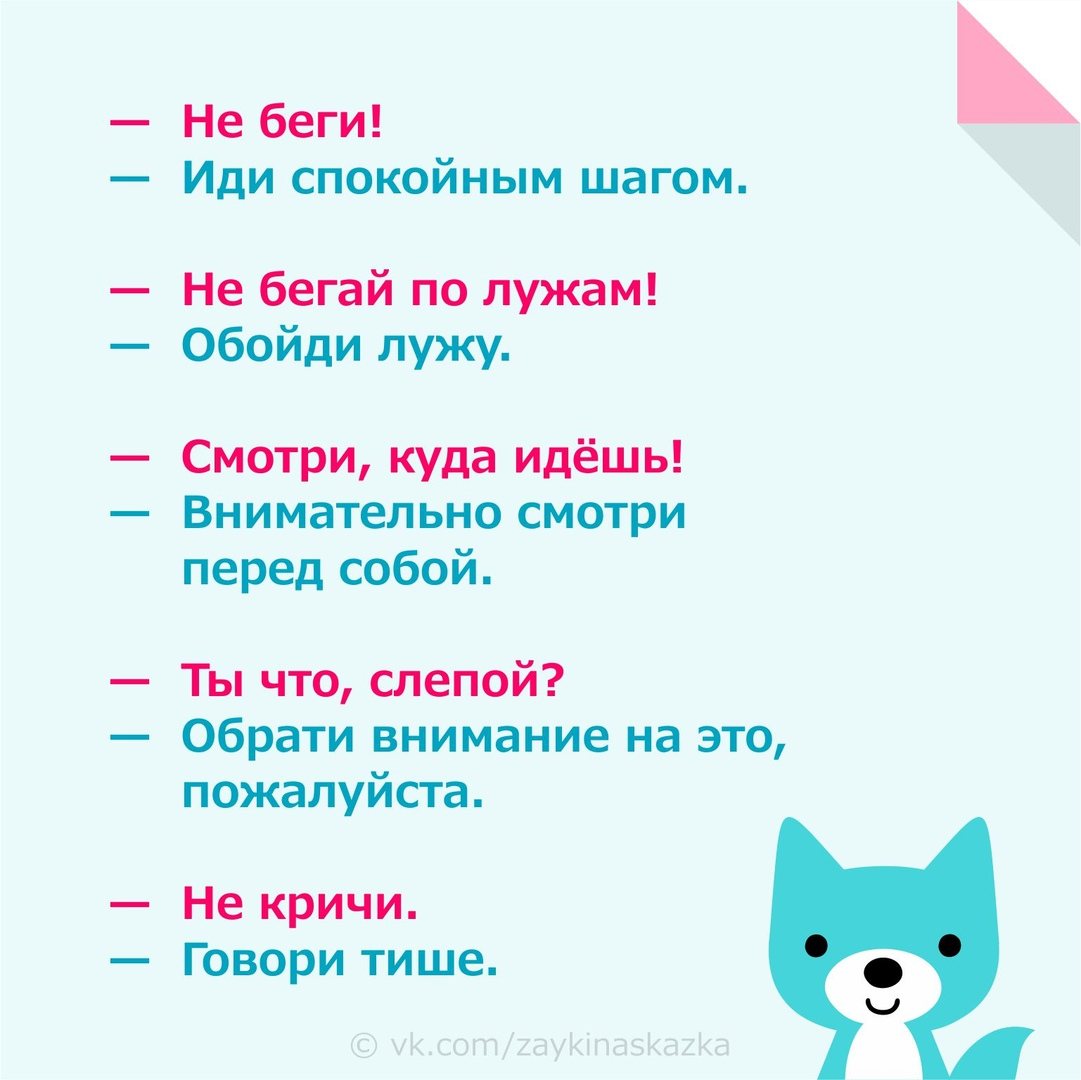 — Не беги!
— Иди спокойным шагом.
— Не бегай по лужам!
— Обойди лужу.
— Смотри, куда идёшь!
— Внимательно смотри
перед собой.
— Ты что, слепой?
— Обрати внимание на это,
пожалуйста.
— Не кричи.
— Говори тише.
© vk.com/zaykinaskazka